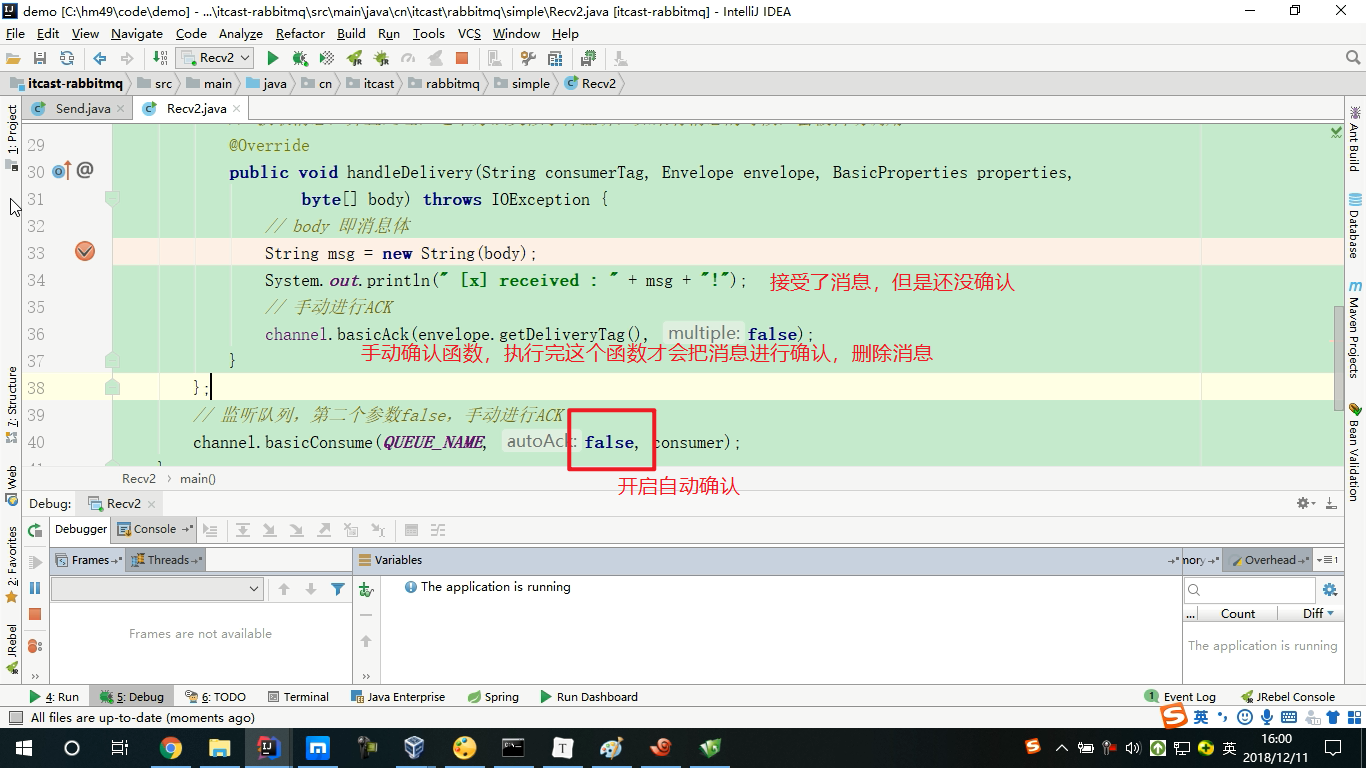 demo [C:\hm49\code\demo] - ...\itcast-rabbitmq\src\main\java\cn\itcast\rabbitmq\simple\Recv2.java [itcast-rabbitmq] - IntelliJ IDEA
File Edit View Navigate Code Analyze Refactor Build Run Tools VCS Window Help
Recv2
itcast-rabbitmq src main java cn itcast rabbitmq simple Recv2
Send.java Recv2.java
1: Project
7: Structure
Web
2: Favorites
JRebel
29 @Override
30 public void handleDelivery(String consumerTag, Envelope envelope, BasicProperties properties,
31 byte[] body) throws IOException {
32 // body 即消息体
33 String msg = new String(body);
34 System.out.println(" [x] received : " + msg + "!"); 接受了消息，但是还没确认
35 // 手动进行ACK
36 channel.basicAck(envelope.getDeliveryTag(), multiple: false);
手动确认函数，执行完这个函数才会把消息进行确认，删除消息
37 }
38 };
39 // 监听队列，第二个参数false，手动进行ACK
40 channel.basicConsume(QUEUE_NAME, autoAck: false, consumer);
开启自动确认
Recv2 › main()
Ant Build
Database
Maven Projects
Bean Validation
Debug: Recv2
Debugger Console
Frames Threads Variables mory Overhead
The application is running
Frames are not available
... Count Diff
The application is running
4: Run 5: Debug 6: TODO Terminal Java Enterprise Spring Run Dashboard 1 Event Log JRebel Console
All files are up-to-date (moments ago)
英
英
16:00
2018/12/11